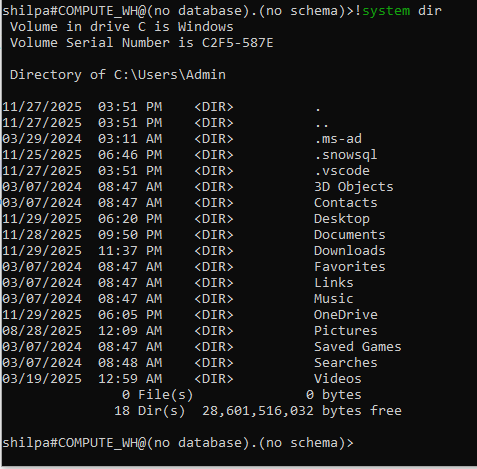 shilpa#COMPUTE_WH@(no database).(no schema)>!system dir
 Volume in drive C is Windows
 Volume Serial Number is C2F5-587E

 Directory of C:\Users\Admin

11/27/2025  03:51 PM    <DIR>          .
11/27/2025  03:51 PM    <DIR>          ..
03/29/2024  03:11 AM    <DIR>          .ms-ad
11/25/2025  06:46 PM    <DIR>          .snowsql
11/27/2025  03:51 PM    <DIR>          .vscode
03/07/2024  08:47 AM    <DIR>          3D Objects
03/07/2024  08:47 AM    <DIR>          Contacts
11/29/2025  06:20 PM    <DIR>          Desktop
11/28/2025  09:50 PM    <DIR>          Documents
11/29/2025  11:37 PM    <DIR>          Downloads
03/07/2024  08:47 AM    <DIR>          Favorites
03/07/2024  08:47 AM    <DIR>          Links
03/07/2024  08:47 AM    <DIR>          Music
11/29/2025  06:05 PM    <DIR>          OneDrive
08/28/2025  12:09 AM    <DIR>          Pictures
03/07/2024  08:47 AM    <DIR>          Saved Games
03/07/2024  08:48 AM    <DIR>          Searches
03/19/2025  12:59 AM    <DIR>          Videos
               0 File(s)              0 bytes
              18 Dir(s)  28,601,516,032 bytes free

shilpa#COMPUTE_WH@(no database).(no schema)>